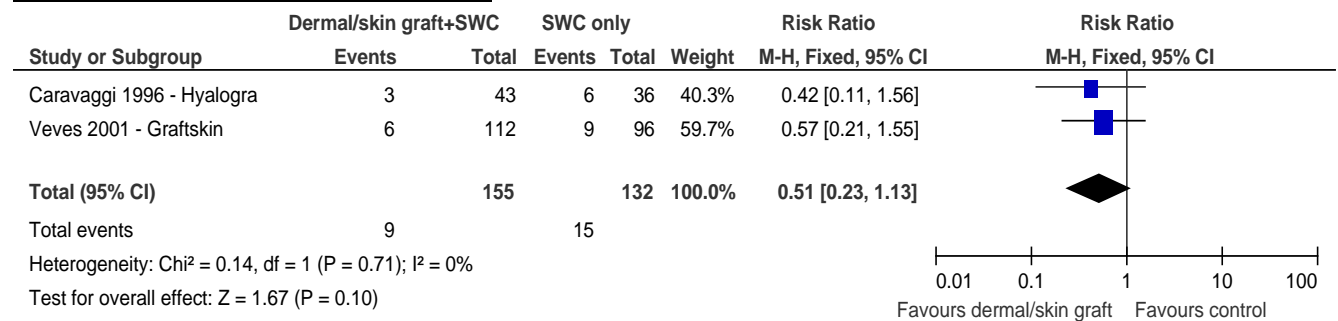 Dermal/skin graft+SWC SWC only Risk Ratio Risk Ratio
Study or Subgroup Events Total Events Total Weight M-H, Fixed, 95% CI M-H, Fixed, 95% CI
Caravaggi 1996 - Hyalogra 3 43 6 36 40.3% 0.42 [0.11, 1.56]
Veves 2001 - Graftskin 6 112 9 96 59.7% 0.57 [0.21, 1.55]
Total (95% CI) 155 132 100.0% 0.51 [0.23, 1.13]
Total events 9 15
Heterogeneity: Chi² = 0.14, df = 1 (P = 0.71); I² = 0%
Test for overall effect: Z = 1.67 (P = 0.10)
0.01 0.1 1 10 100
Favours dermal/skin graft Favours control